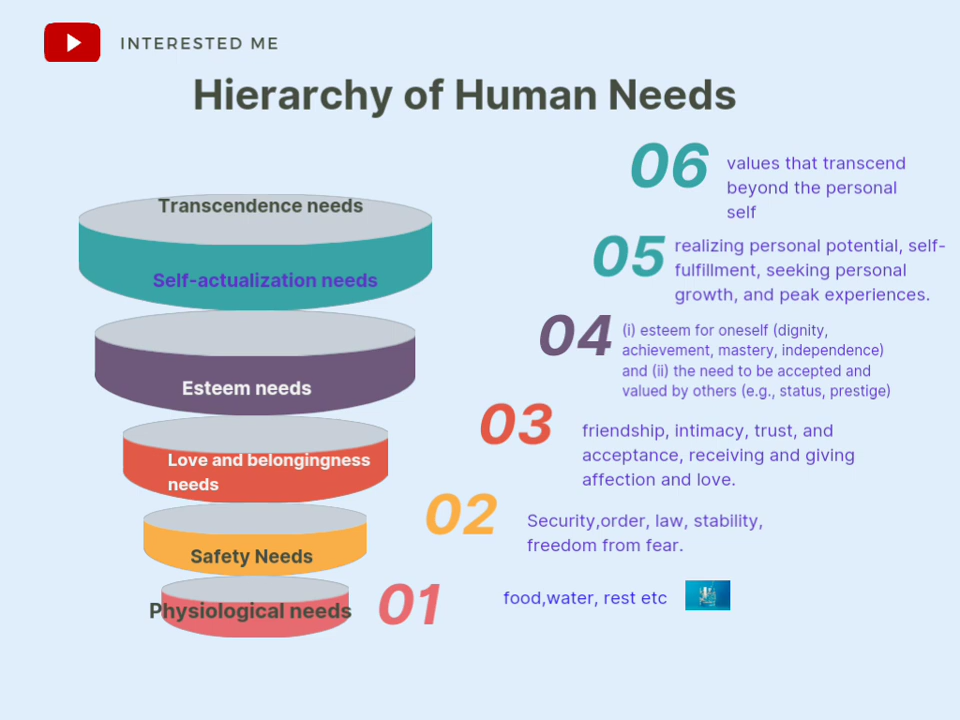 INTERESTED ME
Hierarchy of Human Needs
Transcendence needs
Self-actualization needs
Esteem needs
Love and belongingness
needs
Safety Needs
Physiological needs
06
values that transcend
beyond the personal
self
05
realizing personal potential, self-
fulfillment, seeking personal
growth, and peak experiences.
04
(i) esteem for oneself (dignity,
achievement, mastery, independence)
and (ii) the need to be accepted and
valued by others (e.g., status, prestige)
03
friendship, intimacy, trust, and
acceptance, receiving and giving
affection and love.
02
Security,order, law, stability,
freedom from fear.
01
food,water, rest etc